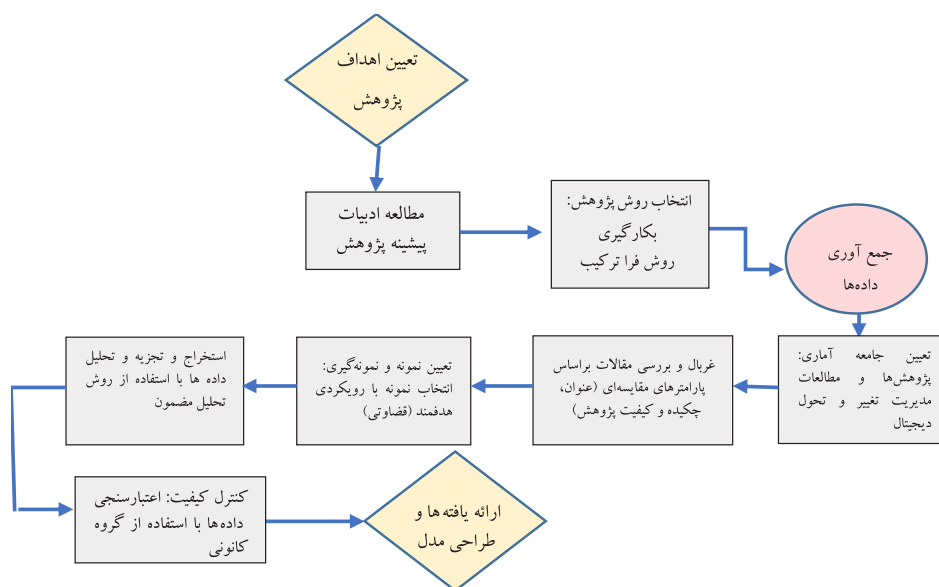 تعیین اهداف
پژوهش
مطالعه ادبیات
پیشینه پژوهش
انتخاب روش پژوهش:
بکارگیری
روش فرا ترکیب
جمع آوری
داده‌ها
تعیین جامعه آماری:
پژوهش‌ها و مطالعات
مدیریت تغییر و تحول
دیجیتال
غربال و بررسی مقالات براساس
پارامترهای مقایسه‌ای (عنوان،
چکیده و کیفیت پژوهش)
تعیین نمونه و نمونه‌گیری:
انتخاب نمونه با رویکردی
هدفمند (قضاوتی)
استخراج و تجزیه و تحلیل
داده ها با استفاده از روش
تحلیل مضمون
کنترل کیفیت: اعتبارسنجی
داده‌ها با استفاده از گروه
کانونی
ارائه یافته‌ها و
طراحی مدل